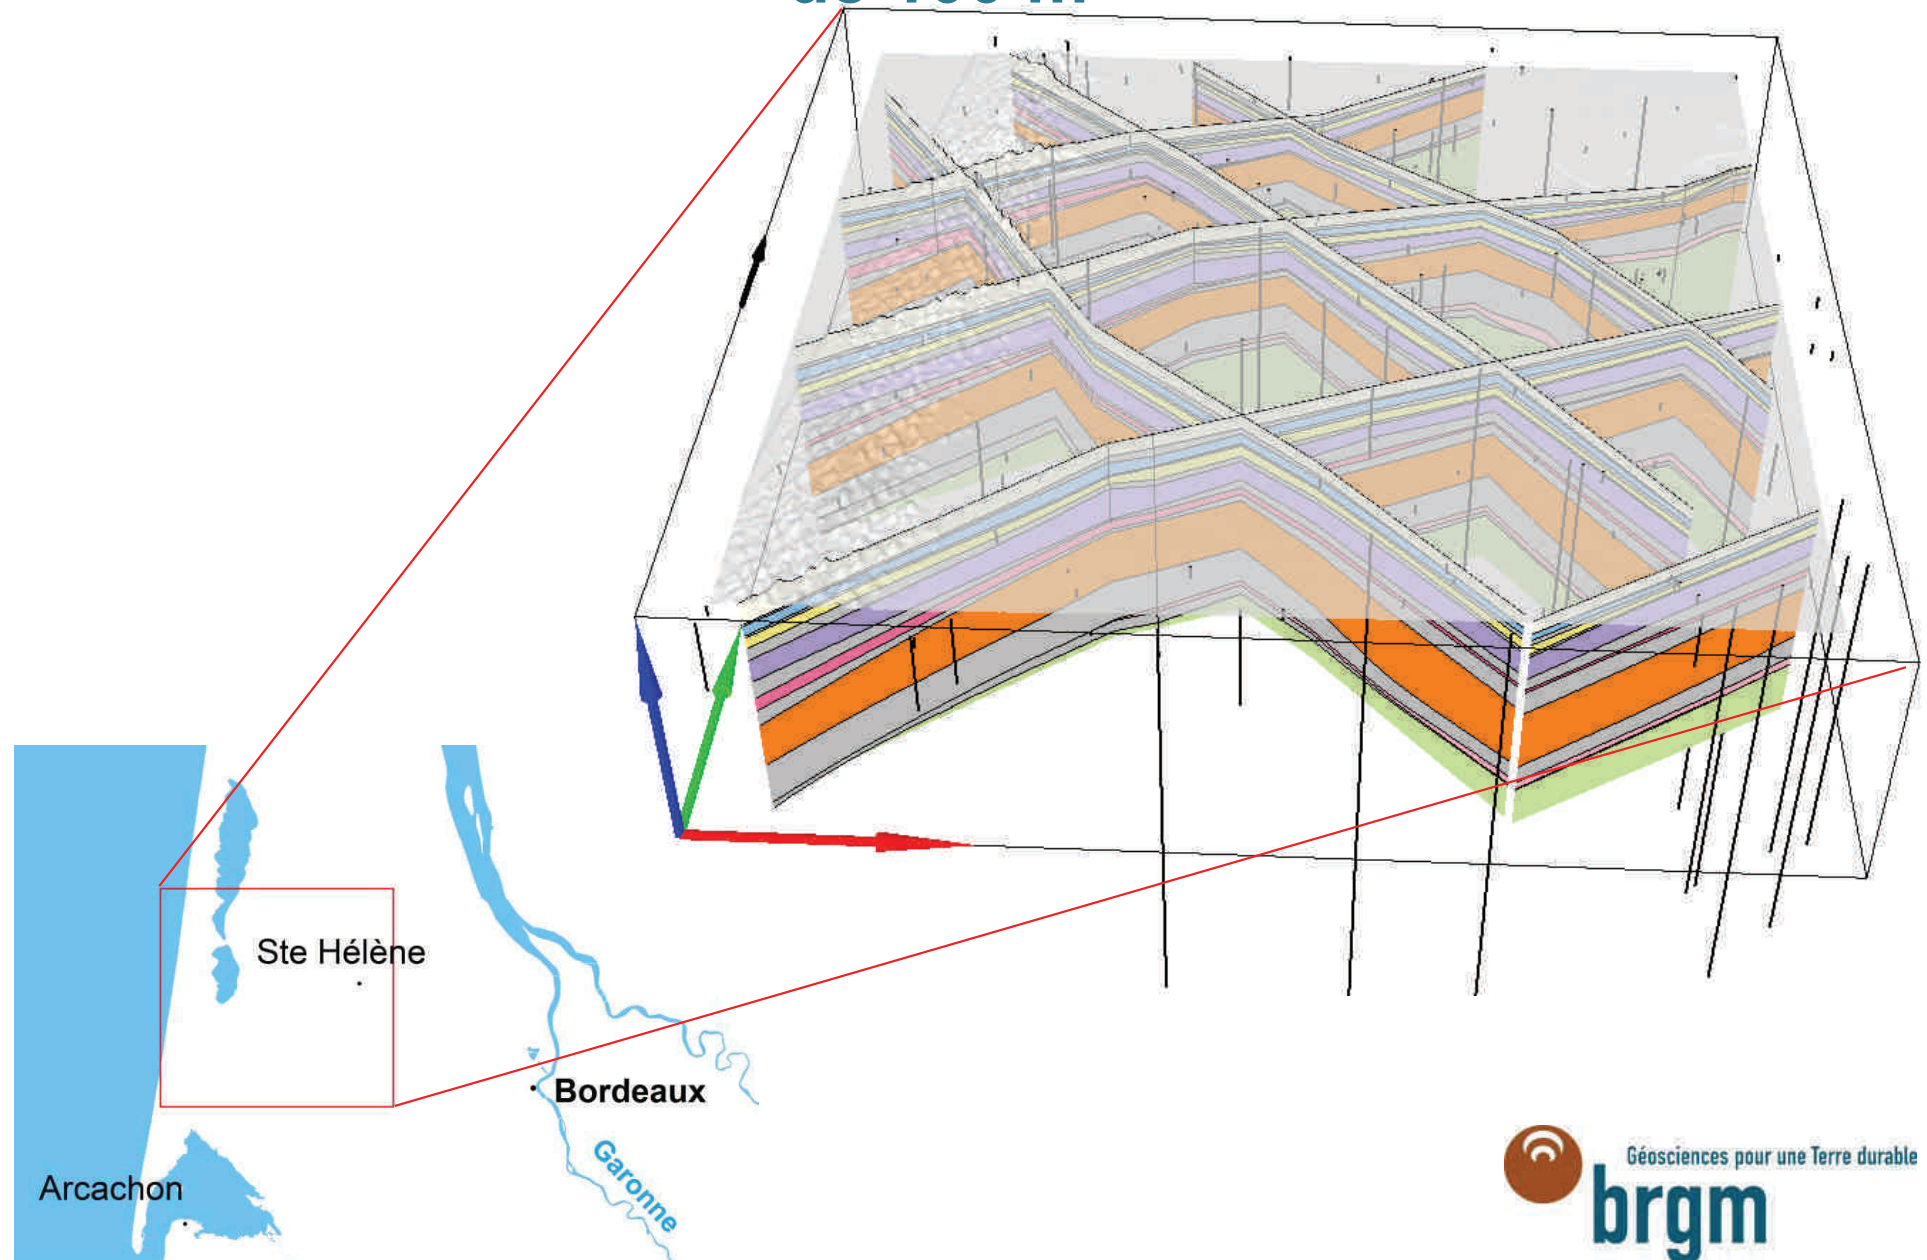 Ste Hélène
Bordeaux
Garonne
Arcachon
Géosciences pour une Terre durable
brgm